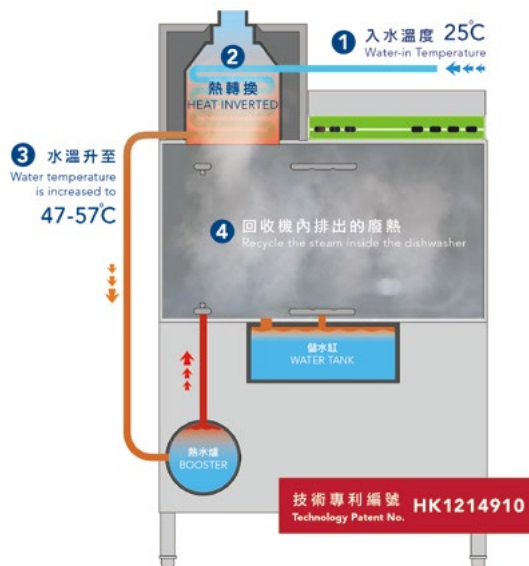 1 入水溫度 25°C
Water-in Temperature
2
熱轉換
HEAT INVERTED
3 水溫升至
Water temperature
is increased to
47-57°C
4 回收機內排出的廢熱
Recycle the steam inside the dishwasher
儲水缸
WATER TANK
熱水爐
BOOSTER
技術專利編號 HK1214910
Technology Patent No.